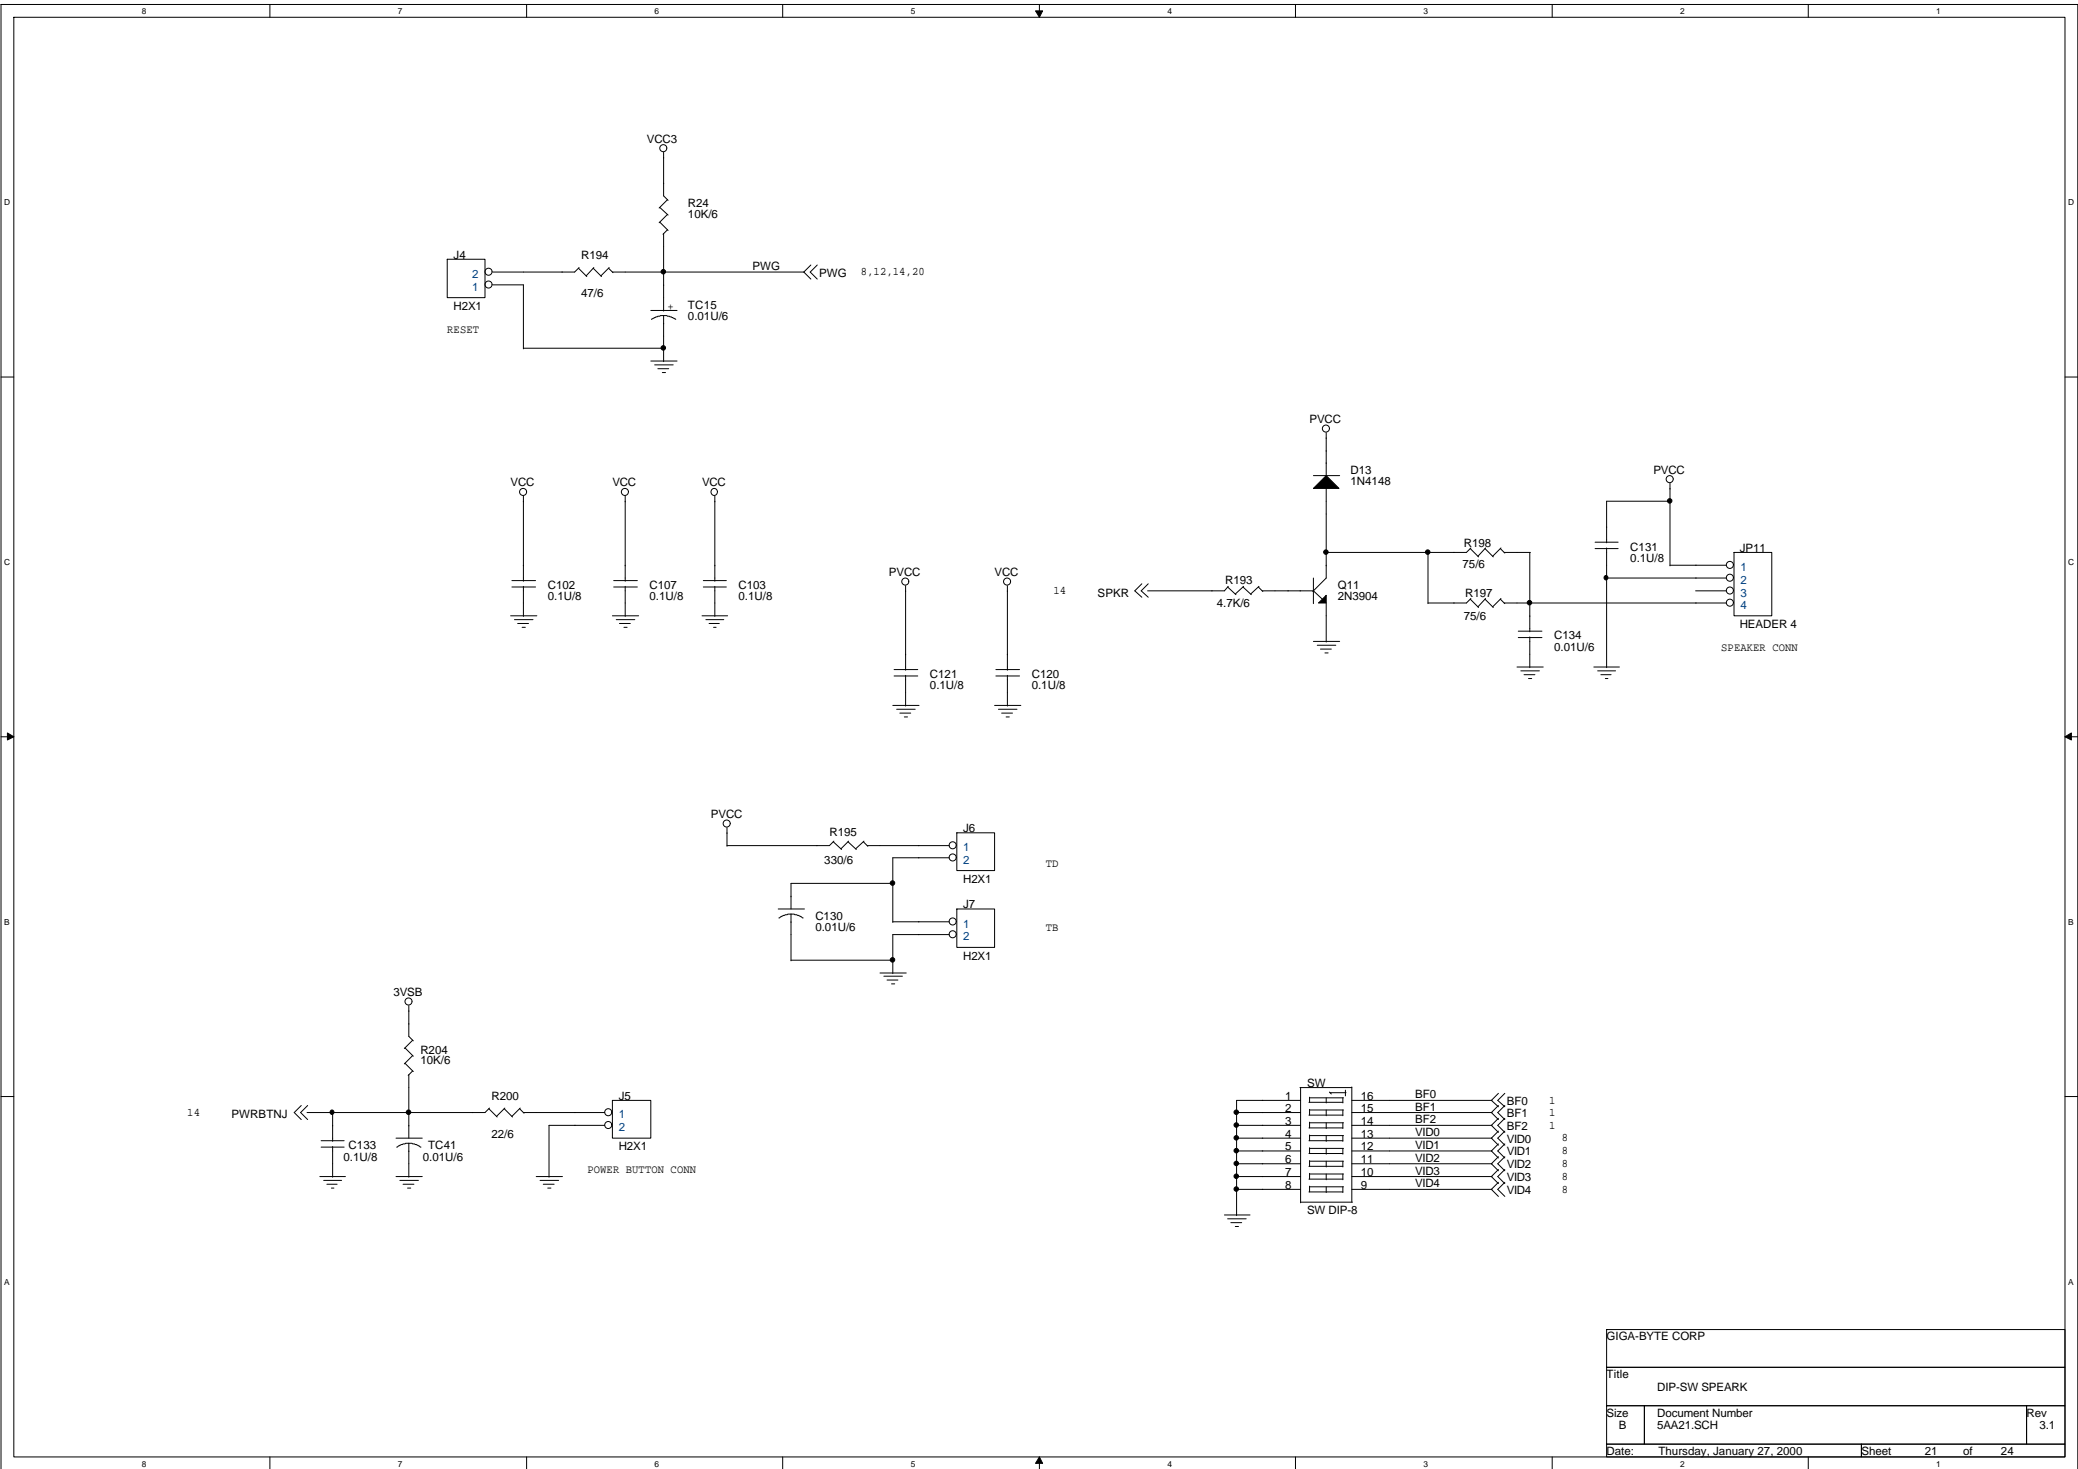 8 7 6 5 4 3 2 1
D D
C C
B B
A A
VCC3
R24
10K/6
J4
2
1
H2X1
RESET
R194
47/6
PWG
PWG 8,12,14,20
+
TC15
0.01U/6
VCC
C102
0.1U/8
VCC
C107
0.1U/8
VCC
C103
0.1U/8
PVCC
C121
0.1U/8
VCC
C120
0.1U/8
14 SPKR
R193
4.7K/6
PVCC
D13
1N4148
Q11
2N3904
R198
75/6
R197
75/6
C134
0.01U/6
PVCC
C131
0.1U/8
JP11
1
2
3
4
HEADER 4
SPEAKER CONN
PVCC
R195
330/6
J6
1
2
H2X1
TD
C130
0.01U/6
J7
1
2
H2X1
TB
3VSB
R204
10K/6
14 PWRBTNJ
C133
0.1U/8
TC41
0.01U/6
R200
22/6
J5
1
2
H2X1
POWER BUTTON CONN
SW
1 16 BF0 BF0 1
2 15 BF1 BF1 1
3 14 BF2 BF2 1
4 13 VID0 VID0 8
5 12 VID1 VID1 8
6 11 VID2 VID2 8
7 10 VID3 VID3 8
8 9 VID4 VID4 8
SW DIP-8
GIGA-BYTE CORP
Title
DIP-SW SPEARK
Size Document Number Rev
B 5AA21.SCH 3.1
Date: Thursday, January 27, 2000 Sheet 21 of 24
8 7 6 5 4 3 2 1